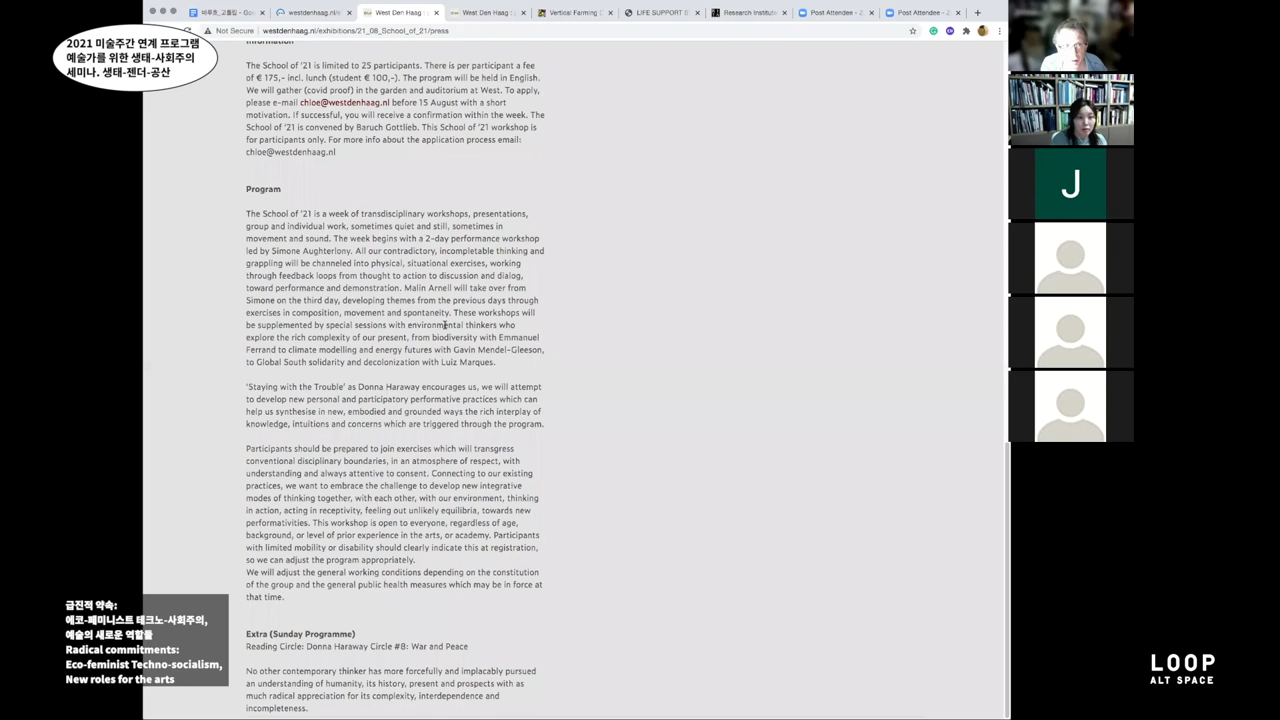 2021 미술주간 연계 프로그램
예술가를 위한 생태-사회주의
세미나. 생태-젠더-공산
westdenhaag.nl/e
West Den Haag : p
West Den Haag : p
Vertical Farming
LIFE SUPPORT S
Research Institute
Post Attendee - Z
Post Attendee - Z
Not Secure
westdenhaag.nl/exhibitions/21_08_School_of_21/press
Information
The School of '21 is limited to 25 participants. There is per participant a fee
of € 175,- incl. lunch (student € 100,-). The program will be held in English.
We will gather (covid proof) in the garden and auditorium at West. To apply,
please e-mail chloe@westdenhaag.nl before 15 August with a short
motivation. If successful, you will receive a confirmation within the week. The
School of '21 is convened by Baruch Gottlieb. This School of '21 workshop is
for participants only. For more info about the application process email:
chloe@westdenhaag.nl
Program
The School of '21 is a week of transdisciplinary workshops, presentations,
group and individual work, sometimes quiet and still, sometimes in
movement and sound. The week begins with a 2-day performance workshop
led by Simone Aughterlony. All our contradictory, incompletable thinking and
grappling will be channeled into physical, situational exercises, working
through feedback loops from thought to action to discussion and dialog,
toward performance and demonstration. Malin Arnell will take over from
Simone on the third day, developing themes from the previous days through
exercises in composition, movement and spontaneity. These workshops will
be supplemented by special sessions with environmental thinkers who
explore the rich complexity of our present, from biodiversity with Emmanuel
Ferrand to climate modelling and energy futures with Gavin Mendel-Gleeson,
to Global South solidarity and decolonization with Luiz Marques.
'Staying with the Trouble' as Donna Haraway encourages us, we will attempt
to develop new personal and participatory performative practices which can
help us synthesise in new, embodied and grounded ways the rich interplay of
knowledge, intuitions and concerns which are triggered through the program.
Participants should be prepared to join exercises which will transgress
conventional disciplinary boundaries, in an atmosphere of respect, with
understanding and always attentive to consent. Connecting to our existing
practices, we want to embrace the challenge to develop new integrative
modes of thinking together, with each other, with our environment, thinking
in action, acting in receptivity, feeling out unlikely equilibria, towards new
performativities. This workshop is open to everyone, regardless of age,
background, or level of prior experience in the arts, or academy. Participants
with limited mobility or disability should clearly indicate this at registration,
so we can adjust the program appropriately.
We will adjust the general working conditions depending on the constitution
of the group and the general public health measures which may be in force at
that time.
Extra (Sunday Programme)
Reading Circle: Donna Haraway Circle #8: War and Peace
No other contemporary thinker has more forcefully and implacably pursued
an understanding of humanity, its history, present and prospects with as
much radical appreciation for its complexity, interdependence and
incompleteness.
급진적 약속:
에코-페미니스트 테크노-사회주의,
예술의 새로운 역할들
Radical commitments:
Eco-feminist Techno-socialism,
New roles for the arts
J
LOOP
ALT SPACE